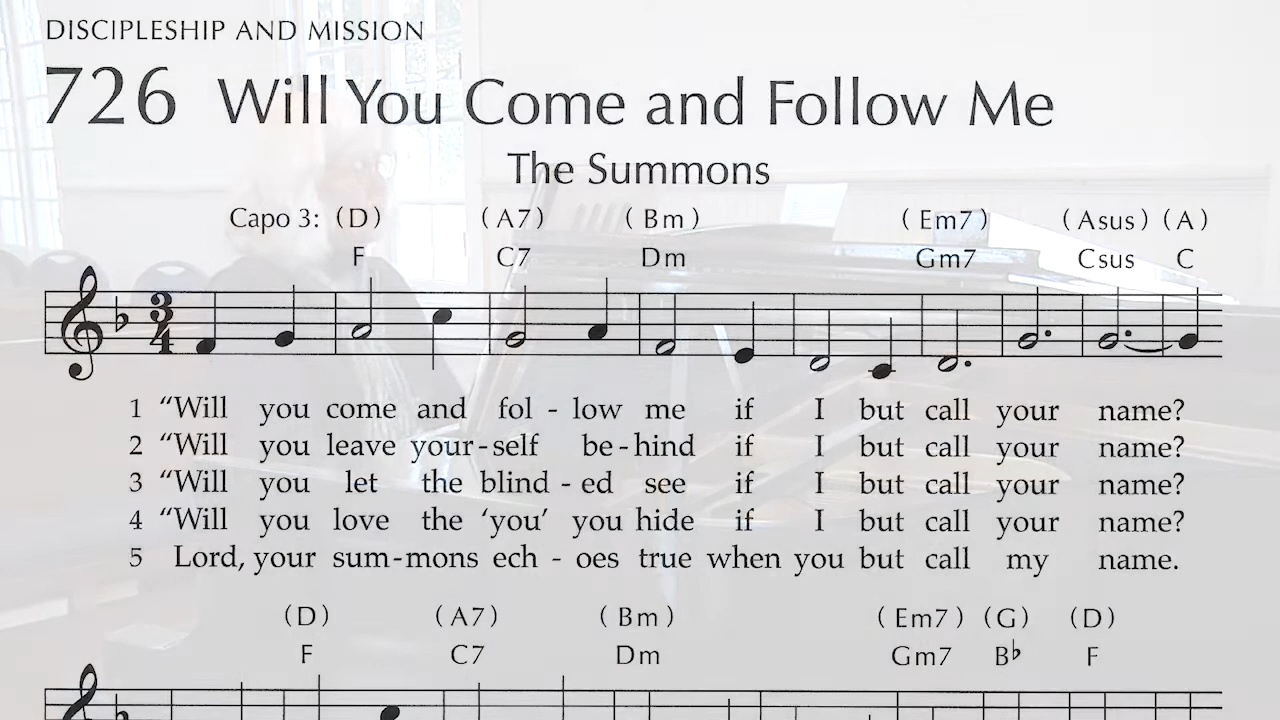 DISCIPLESHIP AND MISSION
726 Will You Come and Follow Me
The Summons
Capo 3: (D) (A7) (Bm) (Em7) (Asus) (A)
F C7 Dm Gm7 Csus C
3
4
1 “Will you come and fol - low me if I but call your name?
2 “Will you leave your-self be-hind if I but call your name?
3 “Will you let the blind - ed see if I but call your name?
4 “Will you love the ‘you’ you hide if I but call your name?
5 Lord, your sum-mons ech - oes true when you but call my name.
(D) (A7) (Bm) (Em7) (G) (D)
F C7 Dm Gm7 B♭ F